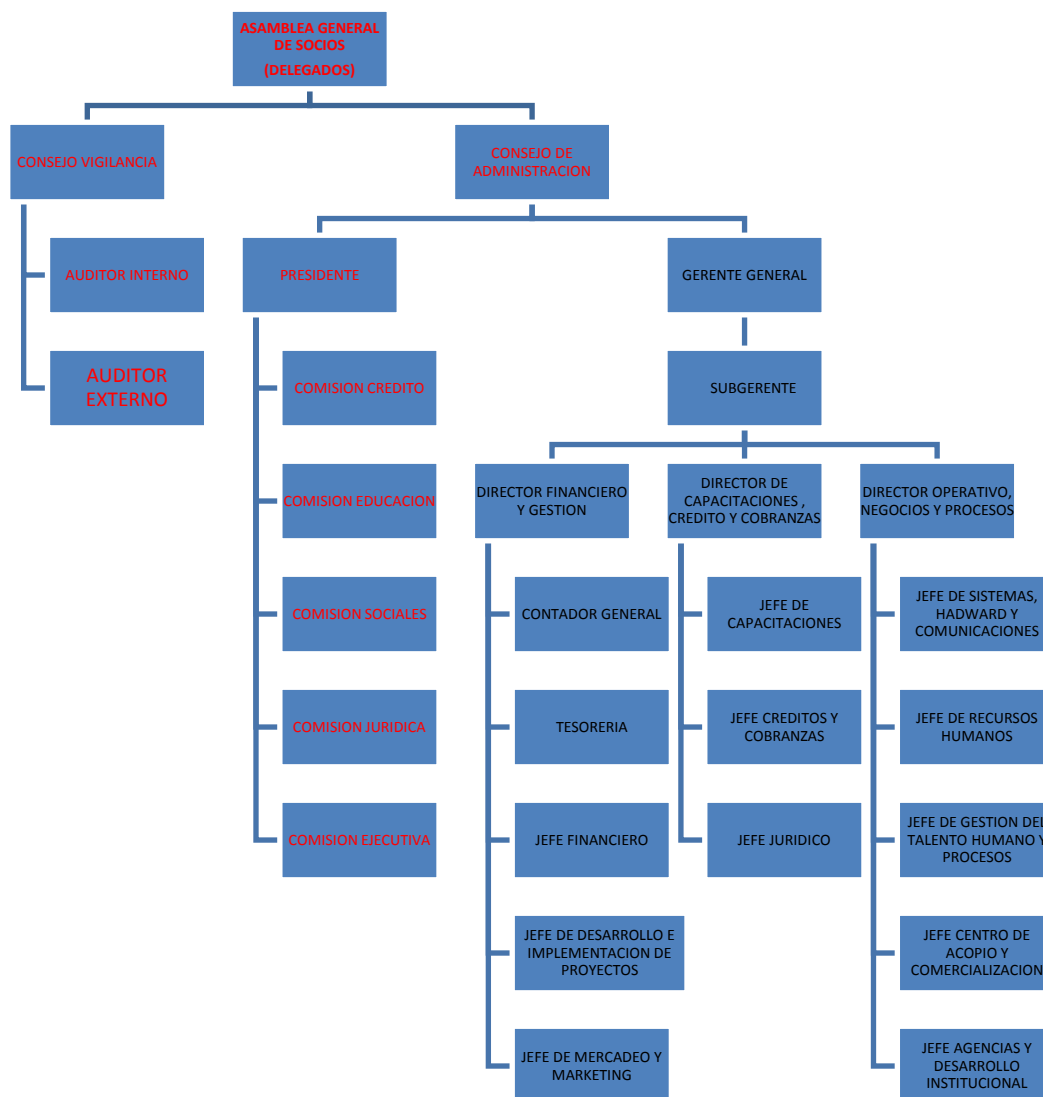 ASAMBLEA GENERAL
DE SOCIOS
(DELEGADOS)
CONSEJO VIGILANCIA
CONSEJO DE
ADMINISTRACION
AUDITOR INTERNO
PRESIDENTE
GERENTE GENERAL
AUDITOR
EXTERNO
COMISION CREDITO
SUBGERENTE
COMISION EDUCACION
DIRECTOR FINANCIERO
Y GESTION
DIRECTOR DE
CAPACITACIONES ,
CREDITO Y COBRANZAS
DIRECTOR OPERATIVO,
NEGOCIOS Y PROCESOS
COMISION SOCIALES
CONTADOR GENERAL
JEFE DE
CAPACITACIONES
JEFE DE SISTEMAS,
HADWARD Y
COMUNICACIONES
COMISION JURIDICA
TESORERIA
JEFE CREDITOS Y
COBRANZAS
JEFE DE RECURSOS
HUMANOS
COMISION EJECUTIVA
JEFE FINANCIERO
JEFE JURIDICO
JEFE DE GESTION DEL
TALENTO HUMANO Y
PROCESOS
JEFE DE DESARROLLO E
IMPLEMENTACION DE
PROYECTOS
JEFE CENTRO DE
ACOPIO Y
COMERCIALIZACION
JEFE DE MERCADEO Y
MARKETING
JEFE AGENCIAS Y
DESARROLLO
INSTITUCIONAL